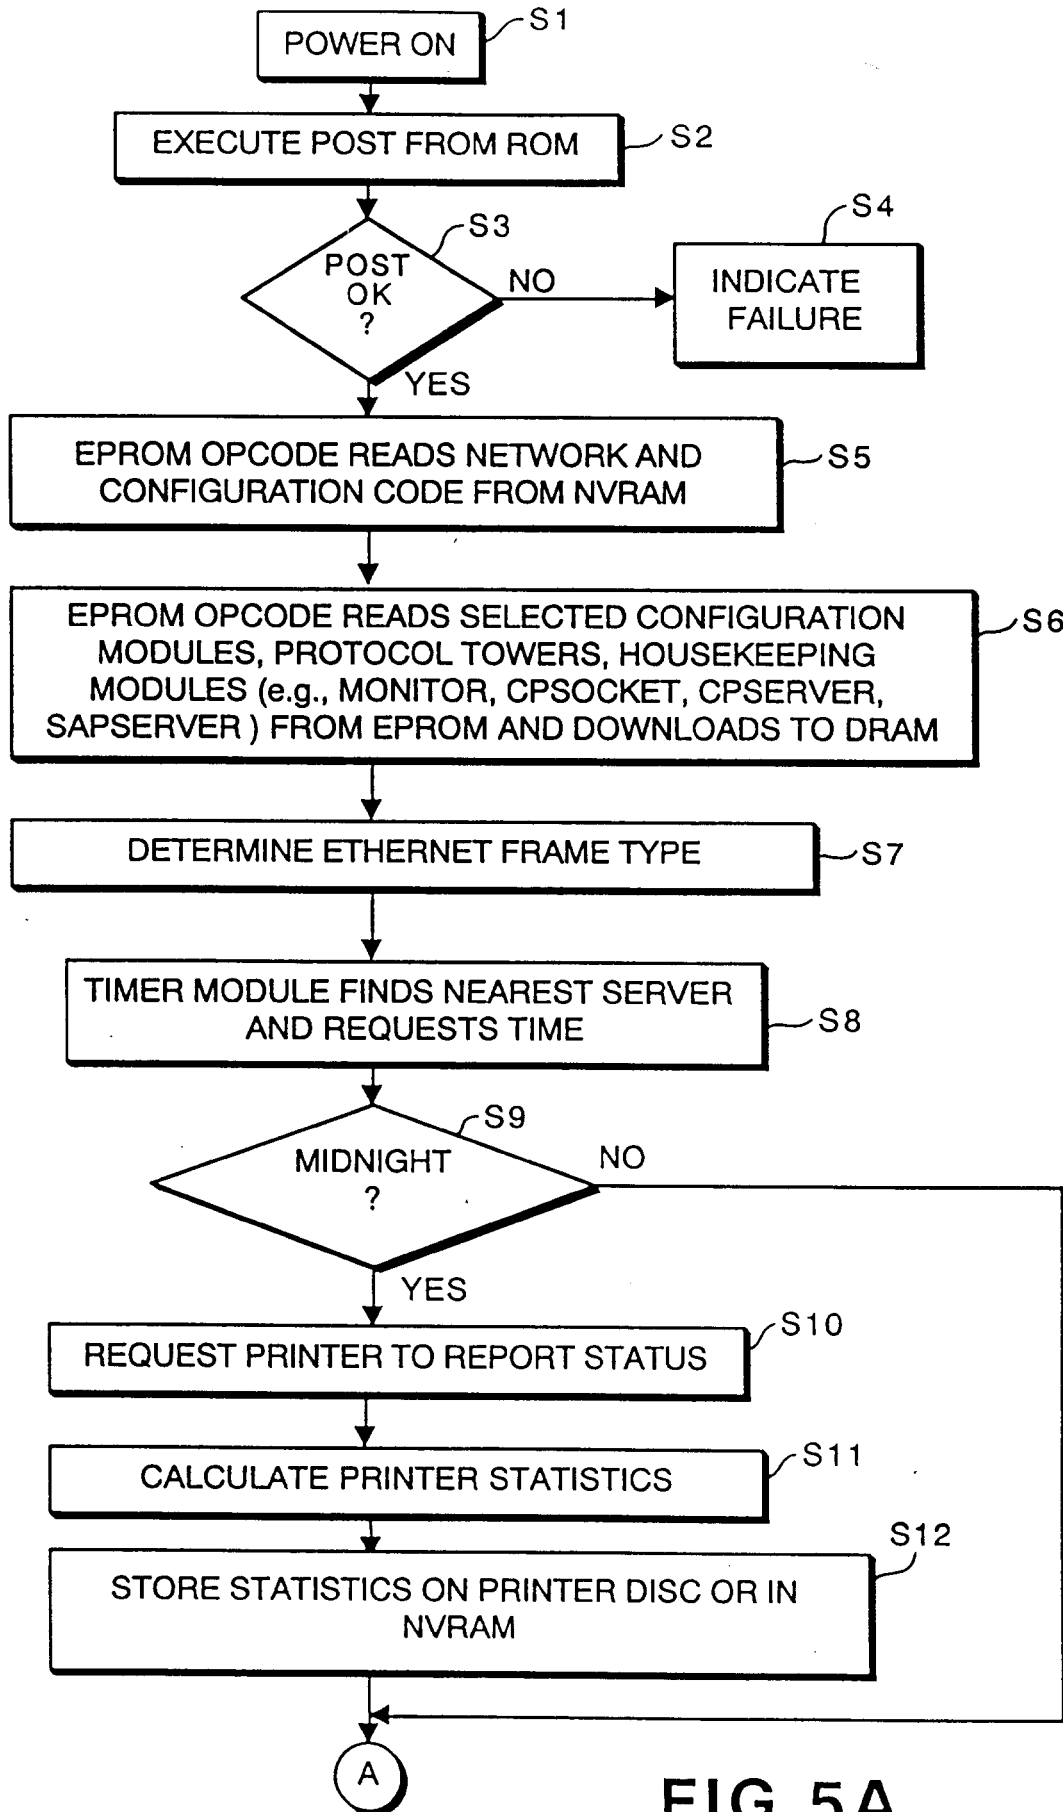 POWER ON
S1
EXECUTE POST FROM ROM
S2
POST
OK
?
S3
NO
INDICATE
FAILURE
S4
YES
EPROM OPCODE READS NETWORK AND
CONFIGURATION CODE FROM NVRAM
S5
EPROM OPCODE READS SELECTED CONFIGURATION
MODULES, PROTOCOL TOWERS, HOUSEKEEPING
MODULES (e.g., MONITOR, CPSOCKET, CPSERVER,
SAPSERVER ) FROM EPROM AND DOWNLOADS TO DRAM
S6
DETERMINE ETHERNET FRAME TYPE
S7
TIMER MODULE FINDS NEAREST SERVER
AND REQUESTS TIME
S8
MIDNIGHT
?
S9
NO
YES
REQUEST PRINTER TO REPORT STATUS
S10
CALCULATE PRINTER STATISTICS
S11
STORE STATISTICS ON PRINTER DISC OR IN
NVRAM
S12
A
FIG. 5A